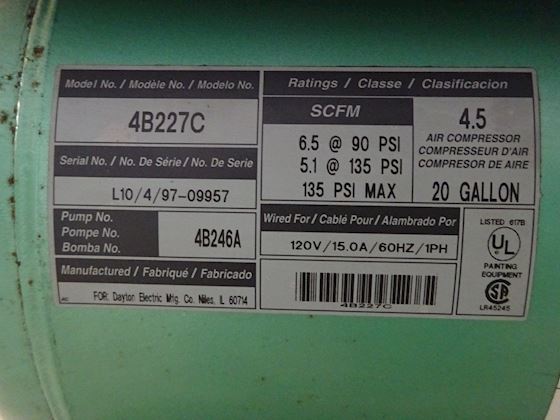 Model No. / Modèle No. / Modelo No.
4B227C
Serial No. / No. De Série / No. De Serie
L10/4/97-09957
Pump No.
Pompe No.
Bomba No.
4B246A
Manufactured / Fabriqué / Fabricado
AC
FOR: Dayton Electric Mfg. Co. Niles, IL 60714
Ratings / Classe / Clasificacion
SCFM
6.5 @ 90 PSI
5.1 @ 135 PSI
135 PSI MAX
4.5
AIR COMPRESSOR
COMPRESSEUR D'AIR
COMPRESOR DE AIRE
20 GALLON
Wired For / Cablé Pour / Alambrado Por
120V/15.0A/60HZ/1PH
4B227C
LISTED 617B
UL
PAINTING
EQUIPMENT
SA
LR45245